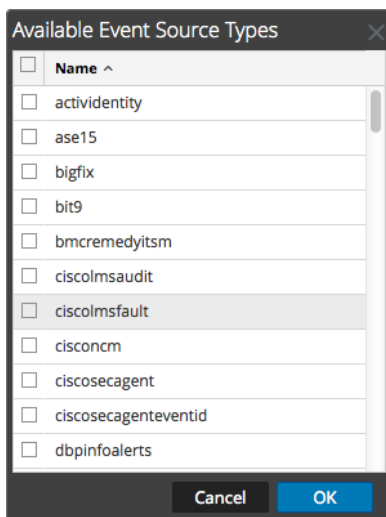 Available Event Source Types
Name
actividentity
ase15
bigfix
bit9
bmcremedyitsm
ciscolmsaudit
ciscolmsfault
cisconcm
ciscosecagent
ciscosecagenteventid
dbpinfoalerts
Cancel OK